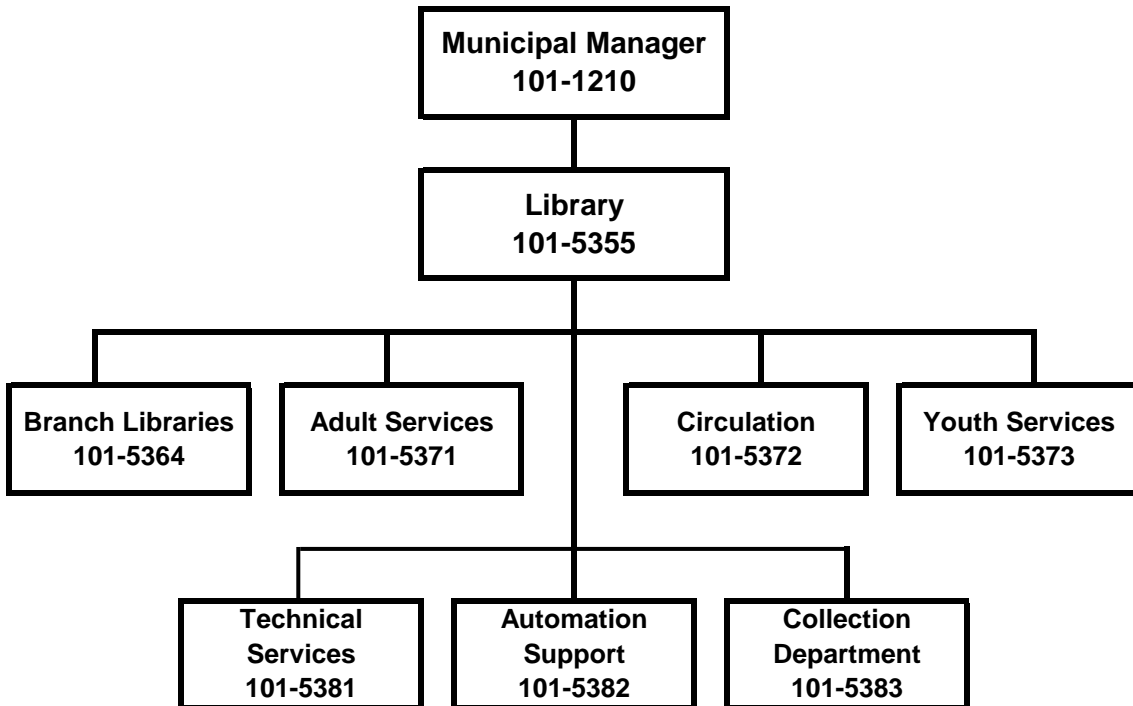 Municipal Manager
101-1210
Library
101-5355
Branch Libraries
101-5364
Adult Services
101-5371
Circulation
101-5372
Youth Services
101-5373
Technical
Services
101-5381
Automation
Support
101-5382
Collection
Department
101-5383